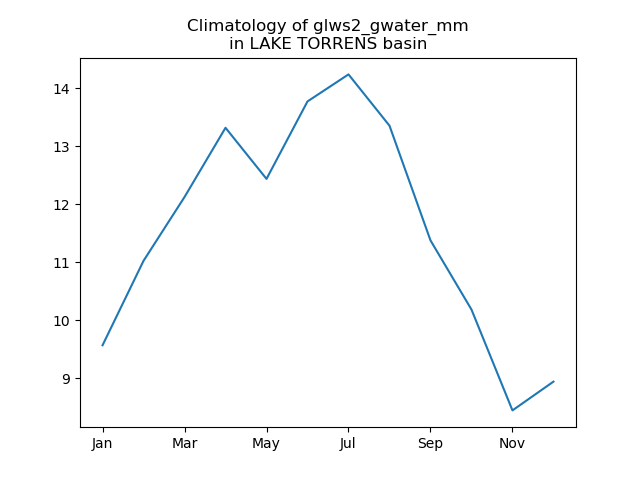 Climatology of glws2_gwater_mm
in LAKE TORRENS basin
14
13
12
11
10
9
Jan Mar May Jul Sep Nov